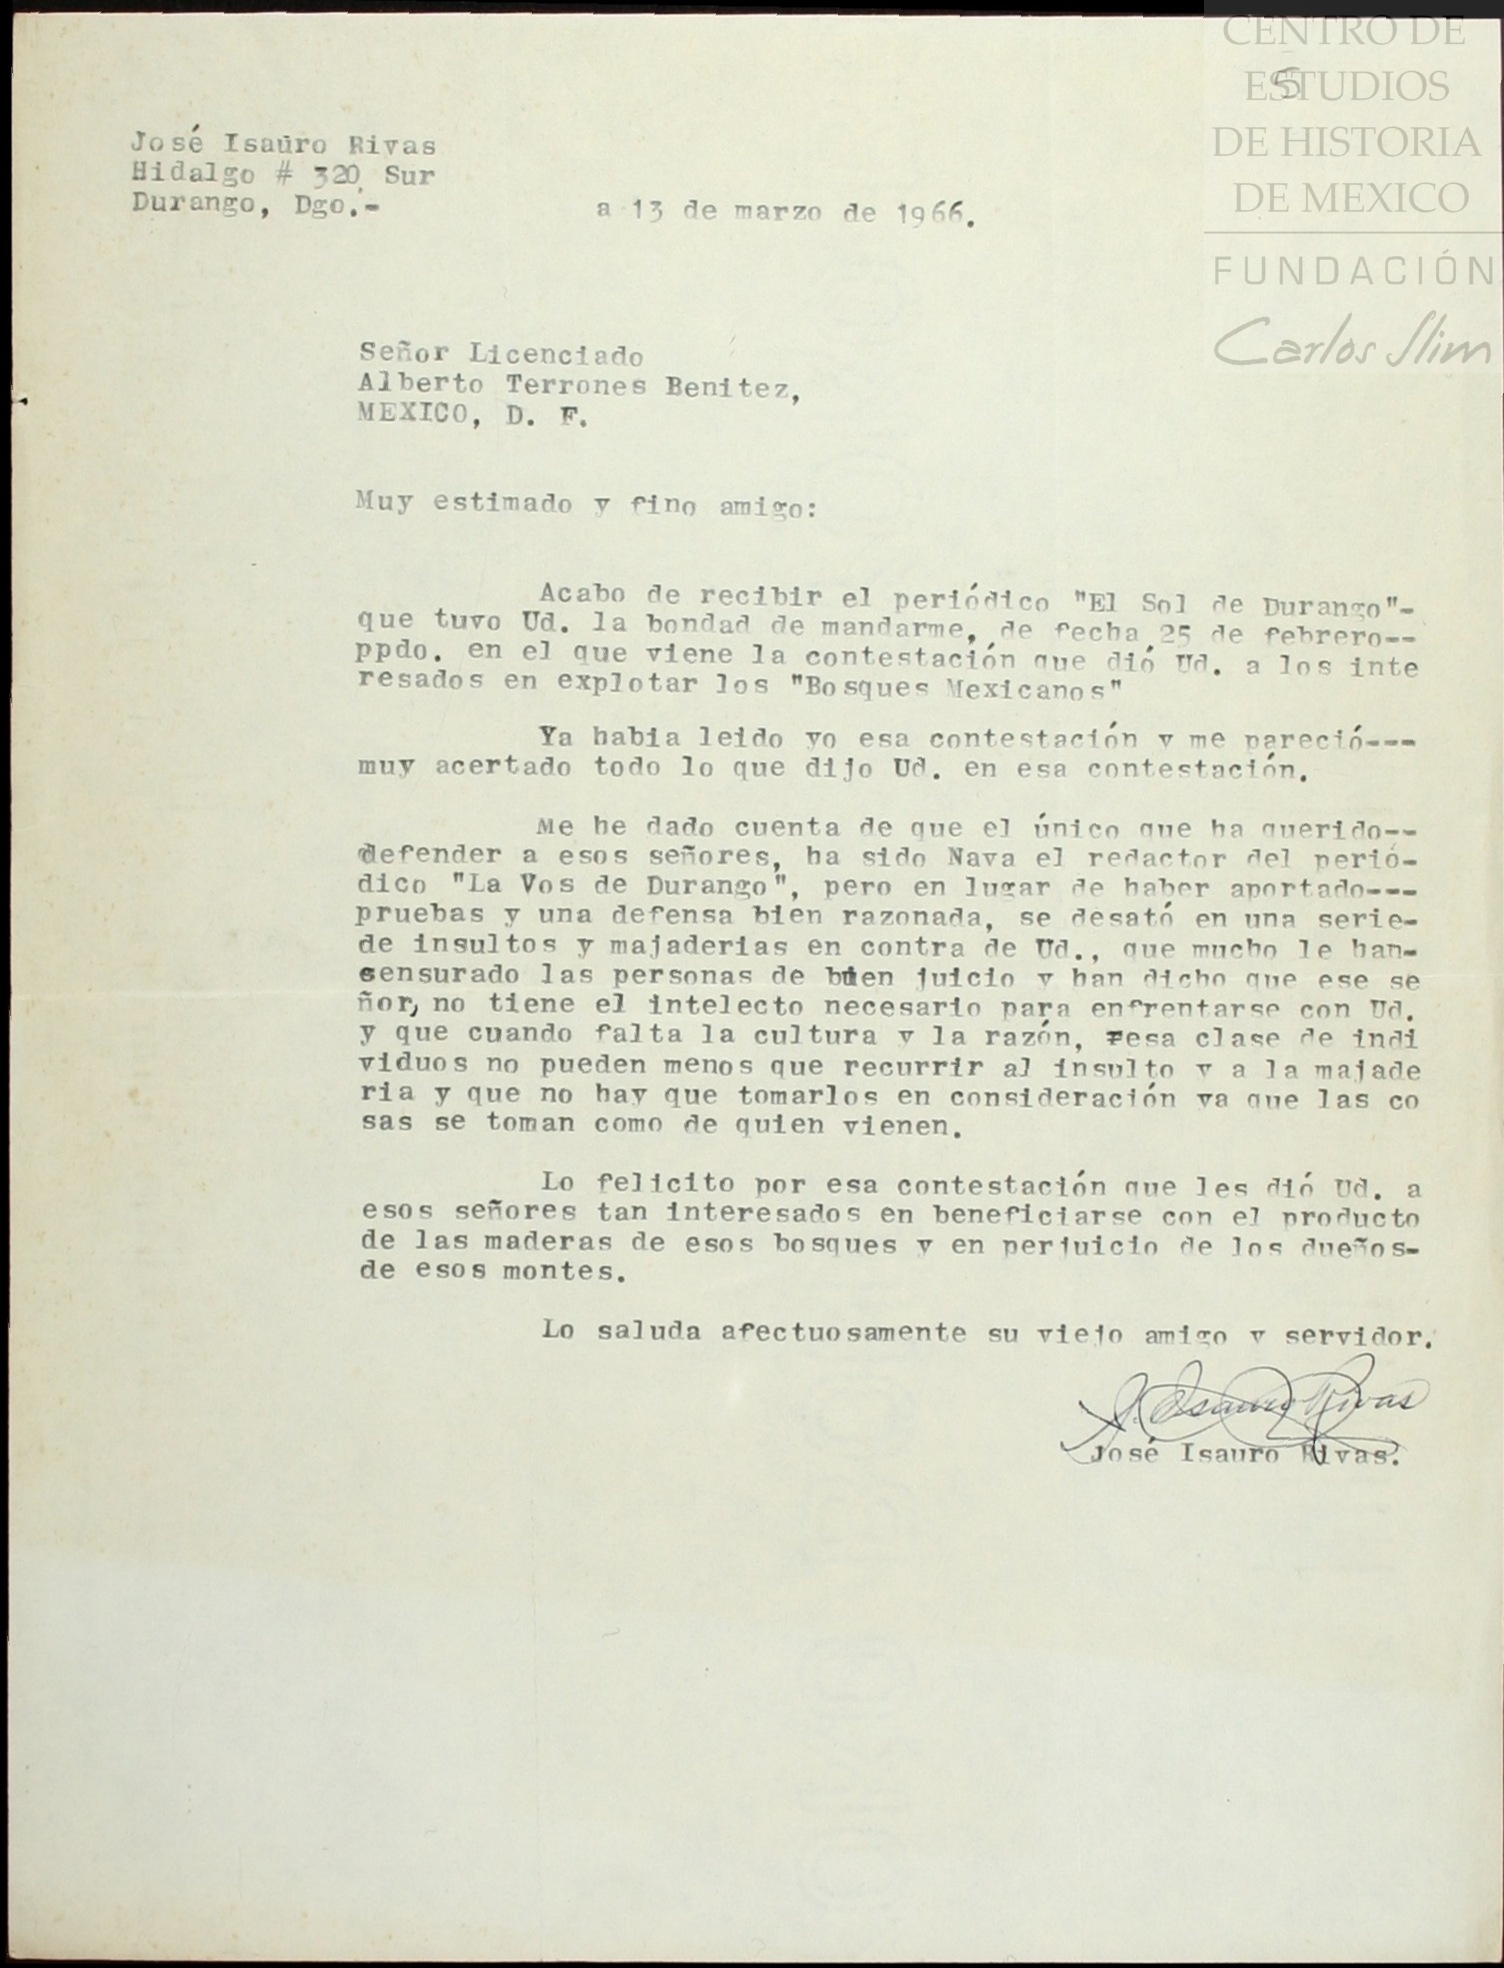 CENTRO DE
ESTUDIOS
5
DE HISTORIA
DE MEXICO
FUNDACIÓN
Carlos Slim
José Isauro Rivas
Hidalgo # 320 Sur
Durango, Dgo.-
a 13 de marzo de 1966.
Señor Licenciado
Alberto Terrones Benitez,
MEXICO, D. F.
Muy estimado y fino amigo:
Acabo de recibir el periódico "El Sol de Durango"-
que tuvo Ud. la bondad de mandarme, de fecha 25 de febrero--
ppdo. en el que viene la contestación que dió Ud. a los inte
resados en explotar los "Bosques Mexicanos"
Ya habia leido yo esa contestación y me pareció---
muy acertado todo lo que dijo Ud. en esa contestación.
Me he dado cuenta de que el único que ha querido--
defender a esos señores, ha sido Nava el redactor del perió-
dico "La Vos de Durango", pero en lugar de haber aportado---
pruebas y una defensa bien razonada, se desató en una serie-
de insultos y majaderias en contra de Ud., que mucho le han-
sensurado las personas de buen juicio y han dicho que ese se
ñor, no tiene el intelecto necesario para enfrentarse con Ud.
y que cuando falta la cultura y la razón, esa clase de indi
viduos no pueden menos que recurrir al insulto y a la majade
ria y que no hay que tomarlos en consideración ya que las co
sas se toman como de quien vienen.
Lo felicito por esa contestación que les dió Ud. a
esos señores tan interesados en beneficiarse con el producto
de las maderas de esos bosques y en perjuicio de los dueños-
de esos montes.
Lo saluda afectuosamente su viejo amigo y servidor.
J. Isauro Rivas
José Isauro Rivas.